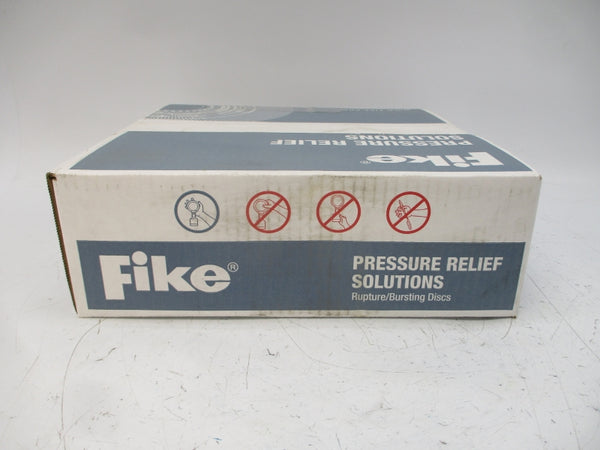 PRESSURE RELIEF
SOLUTIONS
Fike®
Fike®
PRESSURE RELIEF
SOLUTIONS
Rupture/Bursting Discs